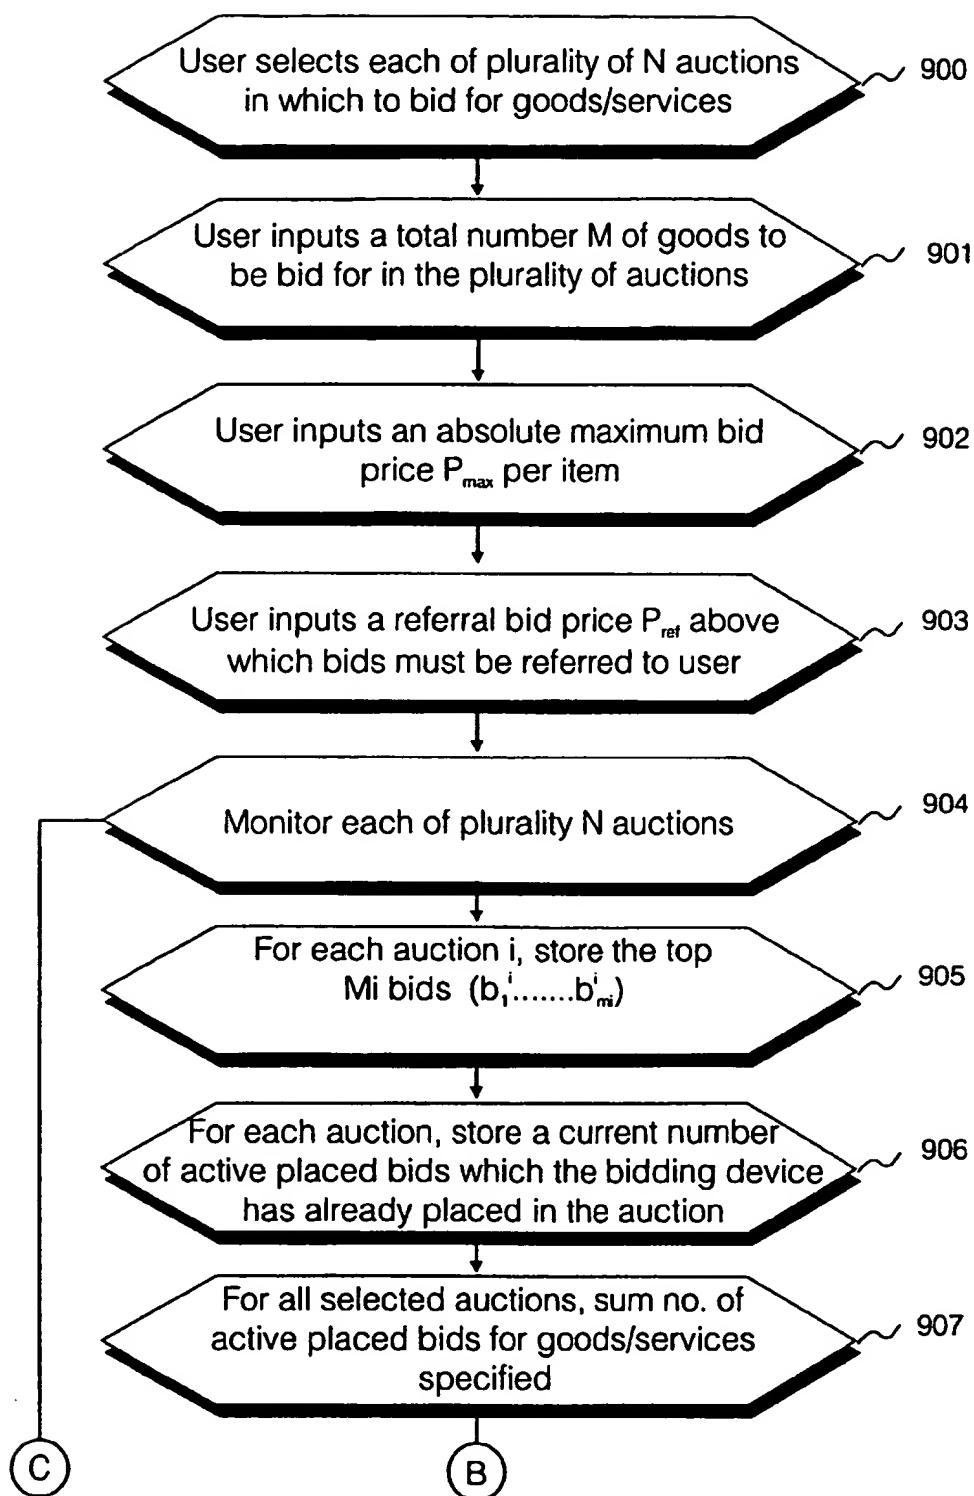 User selects each of plurality of N auctions
in which to bid for goods/services
900
User inputs a total number M of goods to
be bid for in the plurality of auctions
901
User inputs an absolute maximum bid
price Pmax per item
902
User inputs a referral bid price Pref above
which bids must be referred to user
903
Monitor each of plurality N auctions
904
For each auction i, store the top
Mi bids (b₁ⁱ.......bⁱmi)
905
For each auction, store a current number
of active placed bids which the bidding device
has already placed in the auction
906
For all selected auctions, sum no. of
active placed bids for goods/services
specified
907
C
B